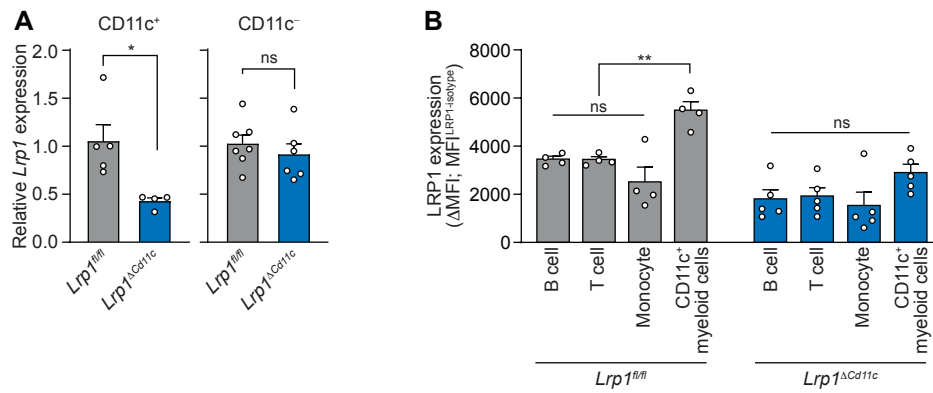 A
CD11c⁺
CD11c⁻
Relative Lrp1 expression
2.0
1.5
1.0
0.5
0.0
*
ns
Lrp1ᶠˡ/ᶠˡ
Lrp1ΔCd11c
Lrp1ᶠˡ/ᶠˡ
Lrp1ΔCd11c
B
LRP1 expression
(ΔMFI; MFI^LRP1-isotype)
8000
6000
4000
2000
0
ns
**
ns
B cell
T cell
Monocyte
CD11c⁺
myeloid cells
B cell
T cell
Monocyte
CD11c⁺
myeloid cells
Lrp1ᶠˡ/ᶠˡ
Lrp1ΔCd11c